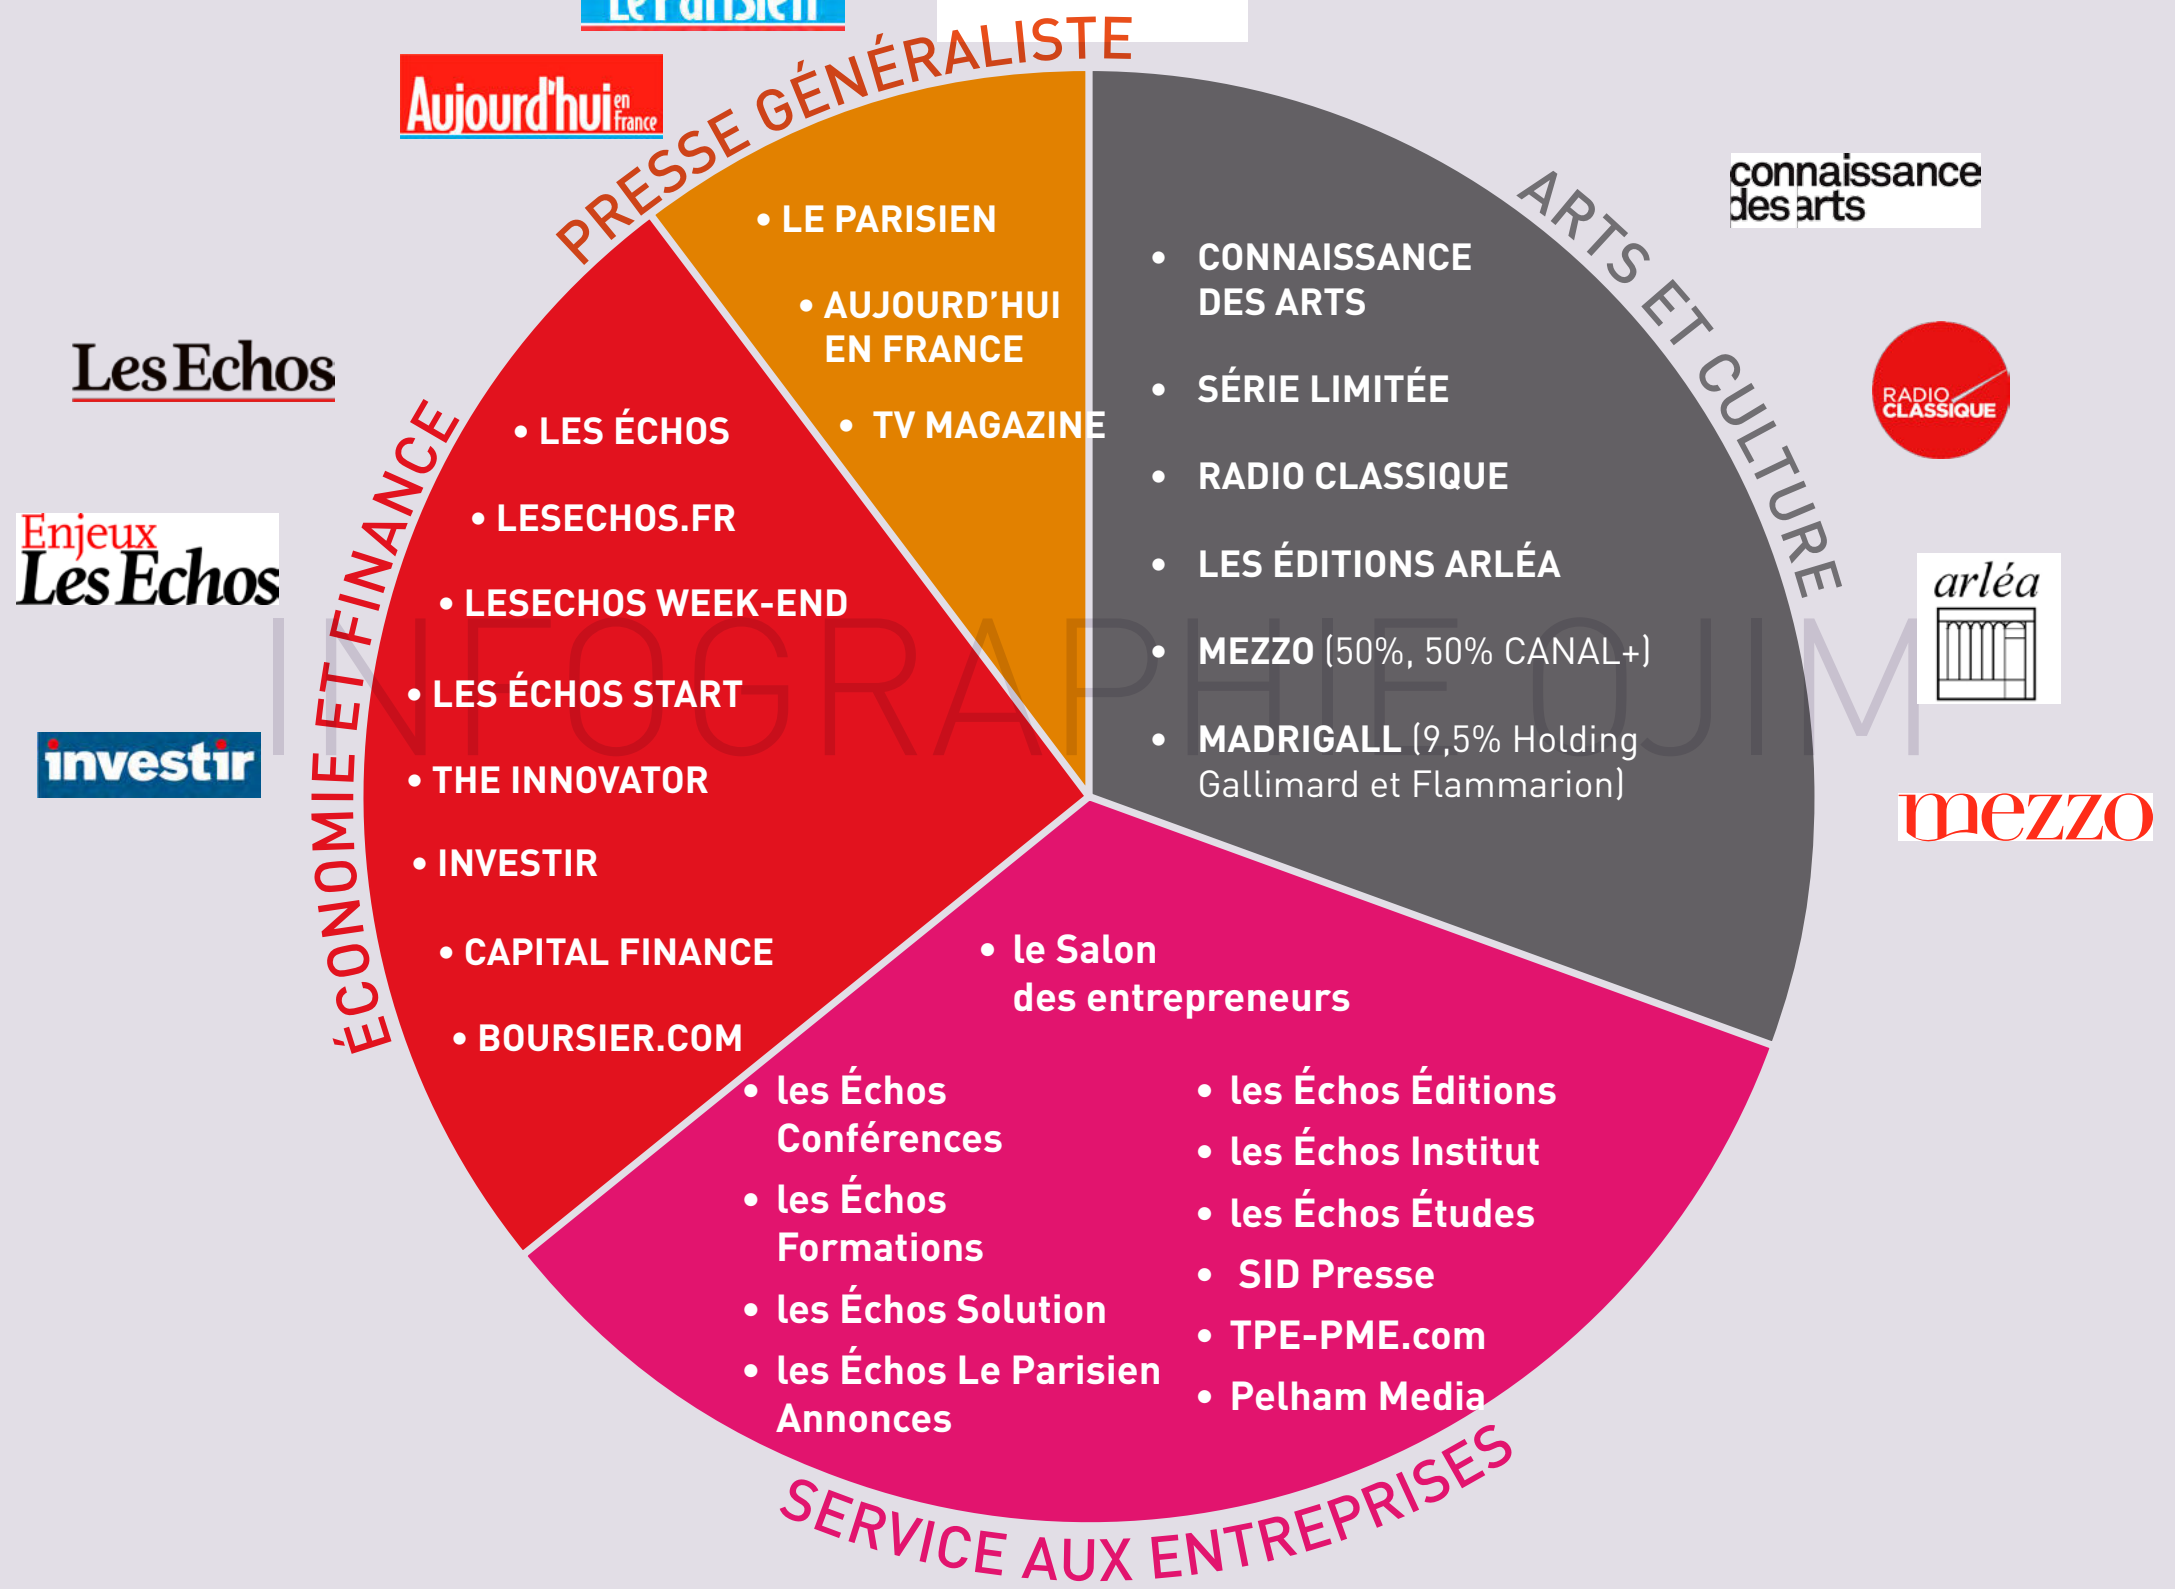 Le Parisien
PRESSE GÉNÉRALISTE
Aujourd'hui en France
• LE PARISIEN
• AUJOURD'HUI
EN FRANCE
• TV MAGAZINE
ARTS ET CULTURE
• CONNAISSANCE
DES ARTS
• SÉRIE LIMITÉE
• RADIO CLASSIQUE
• LES ÉDITIONS ARLÉA
• MEZZO (50%, 50% CANAL+)
• MADRIGALL (9,5% Holding
Gallimard et Flammarion)
connaissance
des arts
RADIO
CLASSIQUE
arléa
mezzo
Les Echos
Enjeux
Les Echos
investir
ÉCONOMIE ET FINANCE
• LES ÉCHOS
• LESECHOS.FR
• LESECHOS WEEK-END
• LES ÉCHOS START
• THE INNOVATOR
• INVESTIR
• CAPITAL FINANCE
• BOURSIER.COM
INFOGRAPHIE OJIM
• le Salon
des entrepreneurs
• les Échos
Conférences
• les Échos
Formations
• les Échos Solution
• les Échos Le Parisien
Annonces
• les Échos Éditions
• les Échos Institut
• les Échos Études
• SID Presse
• TPE-PME.com
• Pelham Media
SERVICE AUX ENTREPRISES